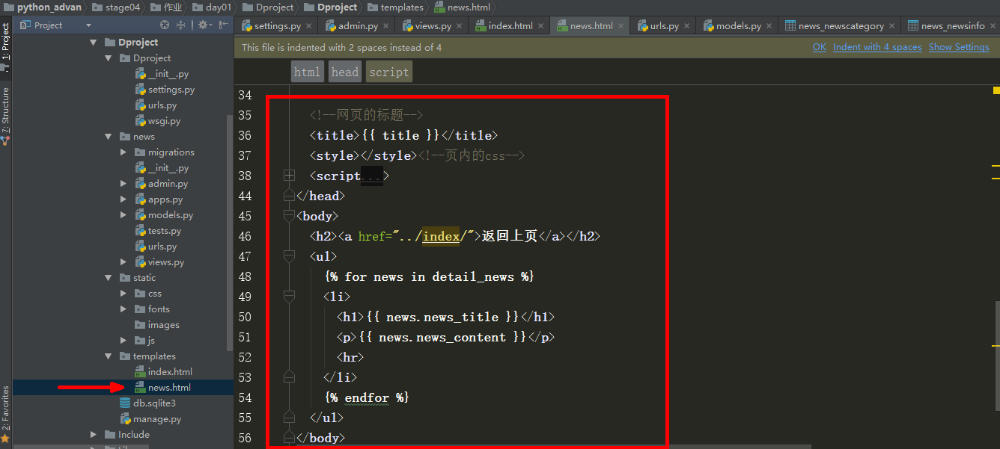 python_advan stage04 作业 day01 Dproject Dproject templates news.html
Project
settings.py admin.py views.py index.html news.html urls.py models.py news_newscategory news_newsinfo
This file is indented with 2 spaces instead of 4 OK Indent with 4 spaces Show Settings
html head script
1: Project
7: Structure
2: Favorites
Dproject
Dproject
__init__.py
settings.py
urls.py
wsgi.py
news
migrations
__init__.py
admin.py
apps.py
models.py
tests.py
urls.py
views.py
static
css
fonts
images
js
templates
index.html
news.html
db.sqlite3
manage.py
Include
34
35 <!--网页的标题-->
36 <title>{{ title }}</title>
37 <style></style><!--页内的css-->
38 <script...>
44 </head>
45 <body>
46 <h2><a href="../index/">返回上页</a></h2>
47 <ul>
48 {% for news in detail_news %}
49 <li>
50 <h1>{{ news.news_title }}</h1>
51 <p>{{ news.news_content }}</p>
52 <hr>
53 </li>
54 {% endfor %}
55 </ul>
56 </body>